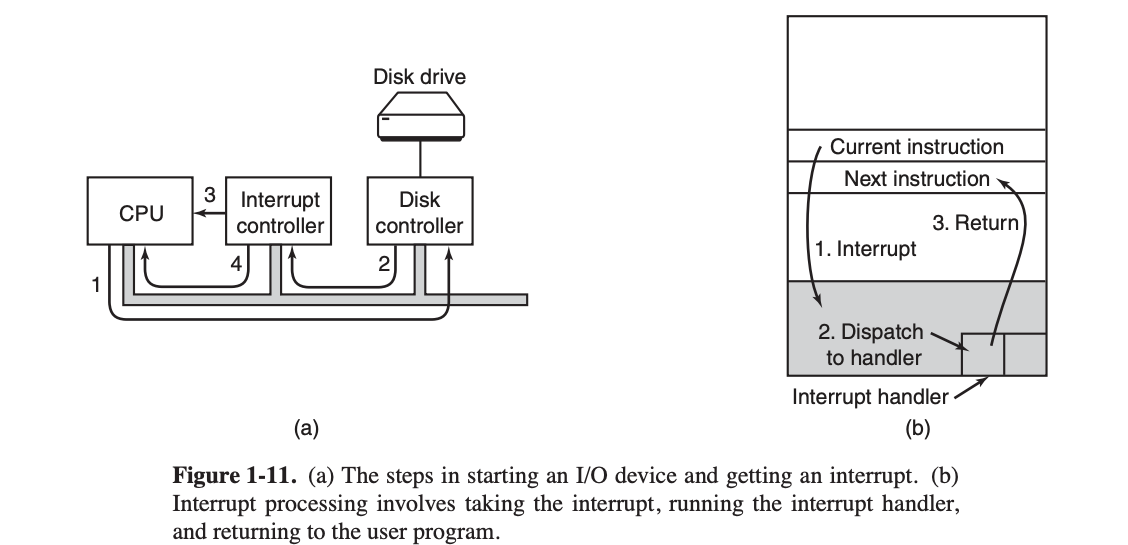 Disk drive
CPU
3
Interrupt
controller
Disk
controller
1
4
2
(a)
Current instruction
Next instruction
3. Return
1. Interrupt
2. Dispatch
to handler
Interrupt handler
(b)
Figure 1-11. (a) The steps in starting an I/O device and getting an interrupt. (b)
Interrupt processing involves taking the interrupt, running the interrupt handler,
and returning to the user program.